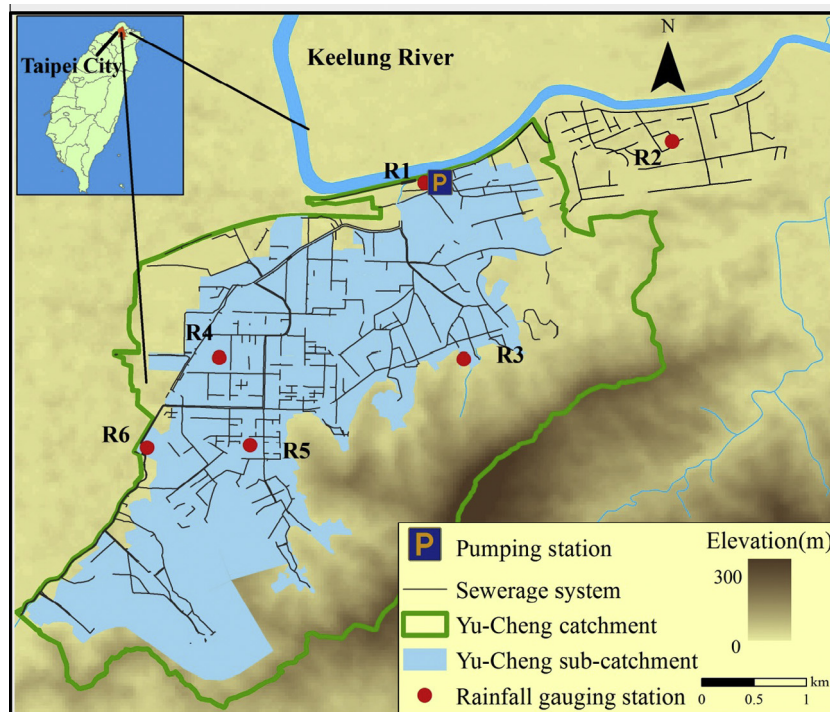 Taipei City
Keelung River
N
R1
P
R2
R4
R3
R6
R5
P Pumping station
Sewerage system
Yu-Cheng catchment
Yu-Cheng sub-catchment
Rainfall gauging station
Elevation(m)
300
0
km
0 0.5 1